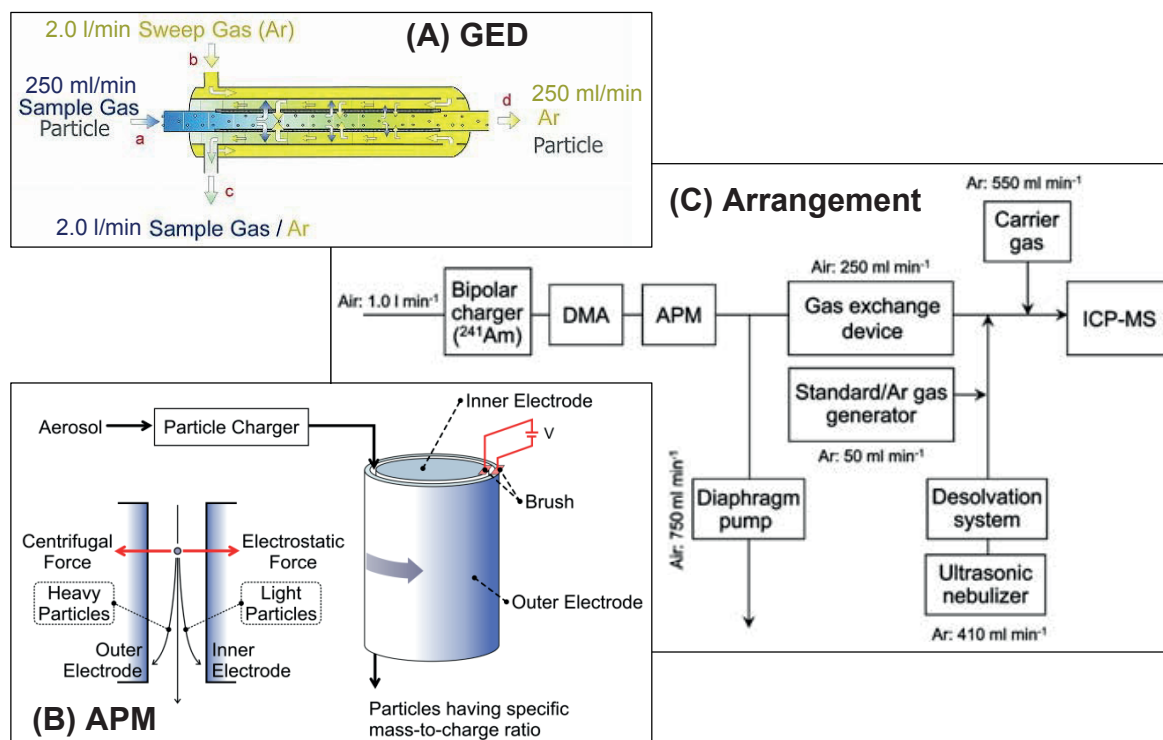 (A) GED
2.0 l/min Sweep Gas (Ar)
b
250 ml/min
Sample Gas
Particle
a
d
250 ml/min
Ar
Particle
c
2.0 l/min Sample Gas / Ar
(C) Arrangement
Ar: 550 ml min⁻¹
Carrier
gas
Air: 1.0 l min⁻¹
Bipolar
charger
(²⁴¹Am)
DMA
APM
Air: 250 ml min⁻¹
Gas exchange
device
ICP-MS
Standard/Ar gas
generator
Ar: 50 ml min⁻¹
Air: 750 ml min⁻¹
Diaphragm
pump
Desolvation
system
Ultrasonic
nebulizer
Ar: 410 ml min⁻¹
Aerosol
Particle Charger
Inner Electrode
V
Brush
Outer Electrode
Centrifugal
Force
Electrostatic
Force
Heavy
Particles
Light
Particles
Outer
Electrode
Inner
Electrode
Particles having specific
mass-to-charge ratio
(B) APM